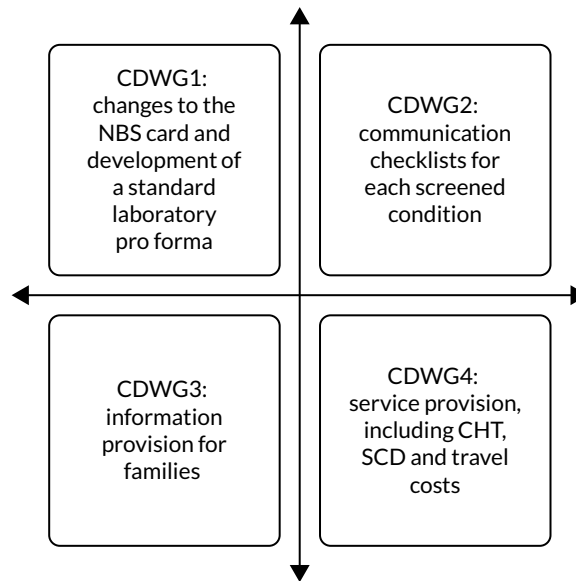 CDWG1:
changes to the
NBS card and
development of
a standard
laboratory
pro forma
CDWG2:
communication
checklists for
each screened
condition
CDWG3:
information
provision for
families
CDWG4:
service provision,
including CHT,
SCD and travel
costs